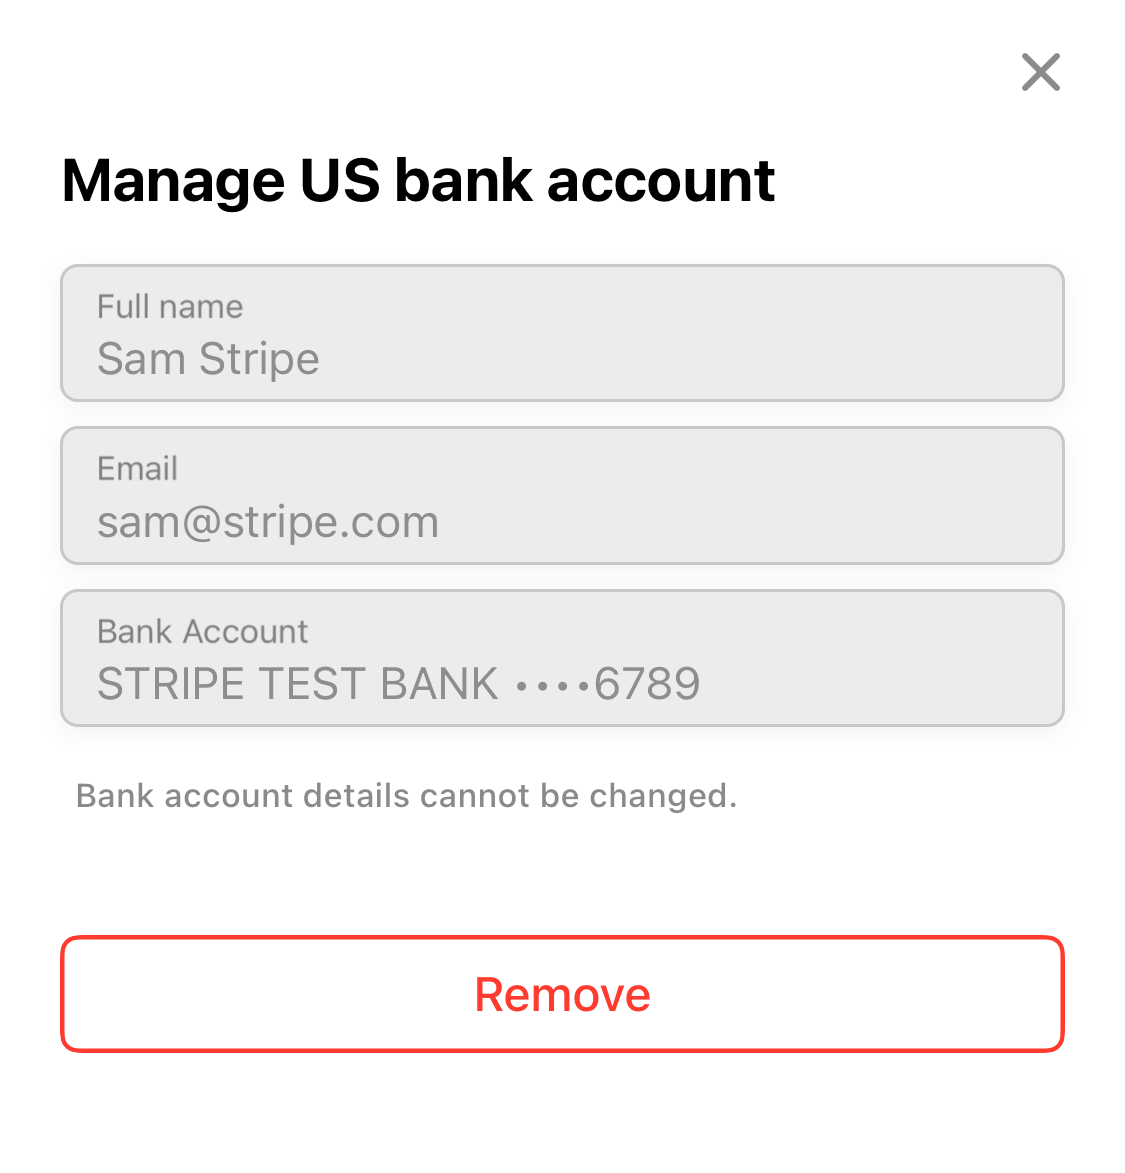 Manage US bank account
Full name
Sam Stripe
Email
sam@stripe.com
Bank Account
STRIPE TEST BANK ••••6789
Bank account details cannot be changed.
Remove